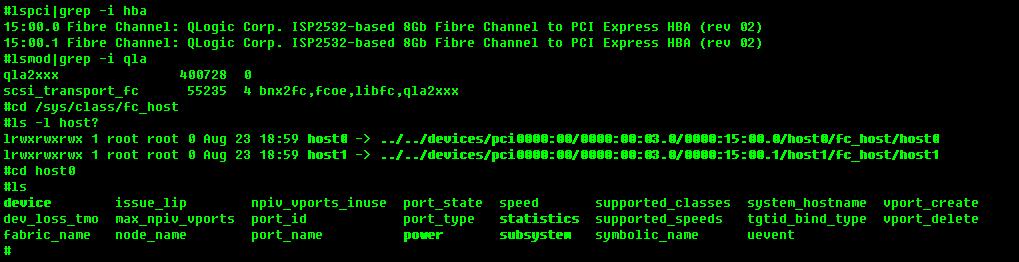 #lspci|grep -i hba
15:00.0 Fibre Channel: QLogic Corp. ISP2532-based 8Gb Fibre Channel to PCI Express HBA (rev 02)
15:00.1 Fibre Channel: QLogic Corp. ISP2532-based 8Gb Fibre Channel to PCI Express HBA (rev 02)
#lsmod|grep -i qla
qla2xxx               400728  0
scsi_transport_fc      55235  4 bnx2fc,fcoe,libfc,qla2xxx
#cd /sys/class/fc_host
#ls -l host?
lrwxrwxrwx 1 root root 0 Aug 23 18:59 host0 -> ../../devices/pci0000:00/0000:00:03.0/0000:15:00.0/host0/fc_host/host0
lrwxrwxrwx 1 root root 0 Aug 23 18:59 host1 -> ../../devices/pci0000:00/0000:00:03.0/0000:15:00.1/host1/fc_host/host1
#cd host0
#ls
device        issue_lip        npiv_vports_inuse  port_state  speed       supported_classes  system_hostname  vport_create
dev_loss_tmo  max_npiv_vports  port_id            port_type   statistics  supported_speeds   tgtid_bind_type  vport_delete
fabric_name   node_name        port_name          power       subsystem   symbolic_name      uevent
#